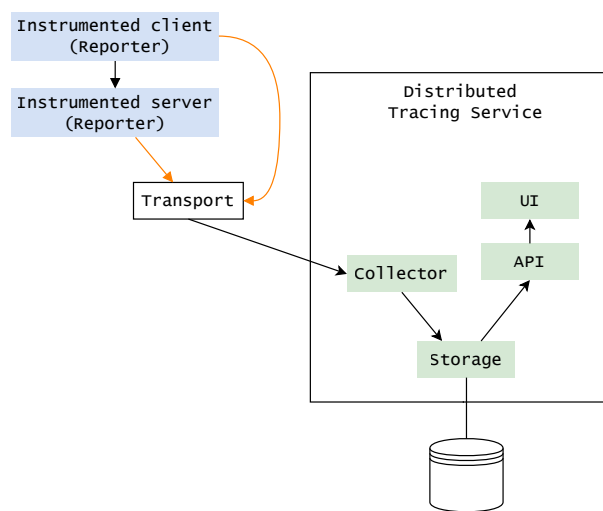 Instrumented client
(Reporter)
Instrumented server
(Reporter)
Transport
Distributed
Tracing Service
UI
API
Collector
Storage